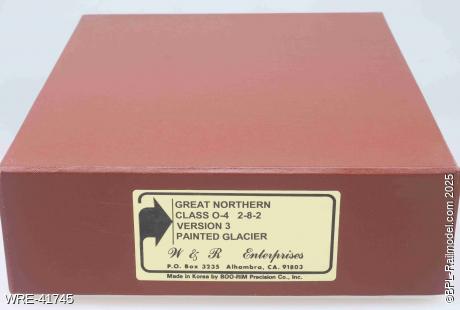 GREAT NORTHERN
CLASS O-4 2-8-2
VERSION 3
PAINTED GLACIER
W & R Enterprises
P.O. Box 3235 Alhambra, CA. 91803
Made in Korea by BOO-RIM Precision Co., Inc.
WRE-41745
©BPL-Railmodel.com 2025